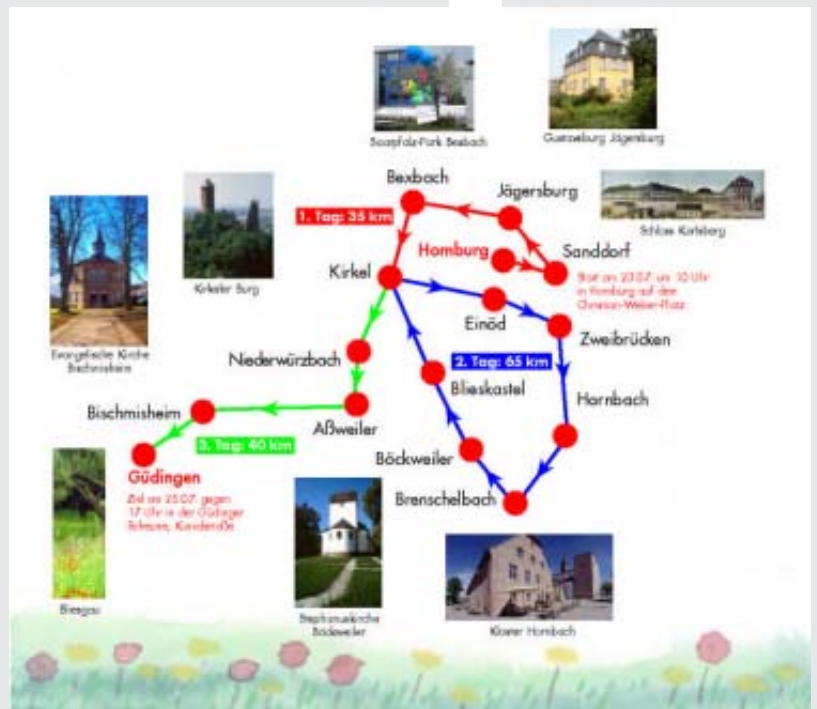 Saarpfalz-Park Bexbach
Gustavsburg Jägersburg
Bexbach
Jägersburg
1. Tag: 35 km
Schloss Karlsberg
Homburg
Sanddorf
Start am 23.07. um 10 Uhr
in Homburg auf dem
Christian-Weber-Platz
Kirkel
Kirkeler Burg
Einöd
Zweibrücken
Evangelische Kirche
Bischmisheim
Niederwürzbach
2. Tag: 65 km
Blieskastel
Hornbach
Bischmisheim
Aßweiler
3. Tag: 40 km
Böckweiler
Güdingen
Ziel am 25.07. gegen
17 Uhr in der Güdinger
Brenschelbach
Bliesgau
Stephanuskirche
Böckweiler
Kloster Hornbach